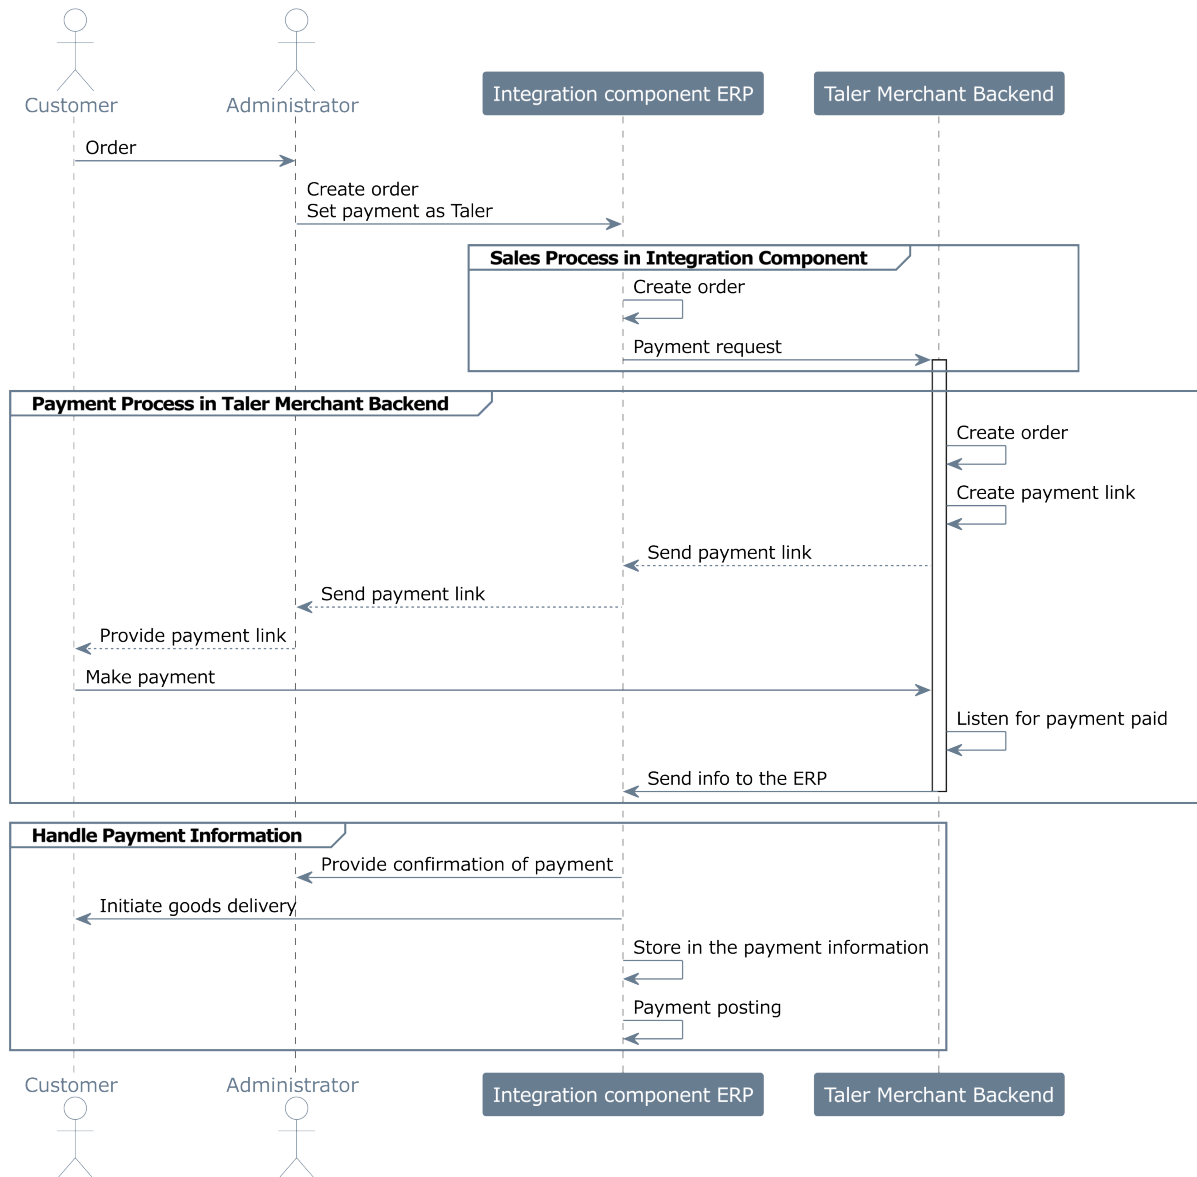 Customer
Administrator
Integration component ERP
Taler Merchant Backend
Order
Create order
Set payment as Taler
Sales Process in Integration Component
Create order
Payment request
Payment Process in Taler Merchant Backend
Create order
Create payment link
Send payment link
Send payment link
Provide payment link
Make payment
Listen for payment paid
Send info to the ERP
Handle Payment Information
Provide confirmation of payment
Initiate goods delivery
Store in the payment information
Payment posting
Customer
Administrator
Integration component ERP
Taler Merchant Backend